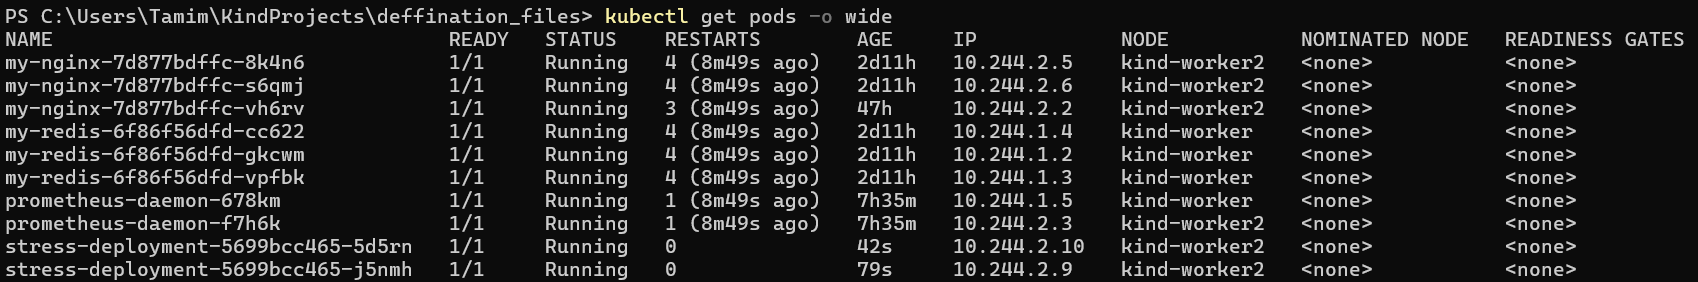 PS C:\Users\Tamim\KindProjects\deffination_files> kubectl get pods -o wide
NAME READY STATUS RESTARTS AGE IP NODE NOMINATED NODE READINESS GATES
my-nginx-7d877bdffc-8k4n6 1/1 Running 4 (8m49s ago) 2d11h 10.244.2.5 kind-worker2 <none> <none>
my-nginx-7d877bdffc-s6qmj 1/1 Running 4 (8m49s ago) 2d11h 10.244.2.6 kind-worker2 <none> <none>
my-nginx-7d877bdffc-vh6rv 1/1 Running 3 (8m49s ago) 47h 10.244.2.2 kind-worker2 <none> <none>
my-redis-6f86f56dfd-cc622 1/1 Running 4 (8m49s ago) 2d11h 10.244.1.4 kind-worker <none> <none>
my-redis-6f86f56dfd-gkcwm 1/1 Running 4 (8m49s ago) 2d11h 10.244.1.2 kind-worker <none> <none>
my-redis-6f86f56dfd-vpfbk 1/1 Running 4 (8m49s ago) 2d11h 10.244.1.3 kind-worker <none> <none>
prometheus-daemon-678km 1/1 Running 1 (8m49s ago) 7h35m 10.244.1.5 kind-worker <none> <none>
prometheus-daemon-f7h6k 1/1 Running 1 (8m49s ago) 7h35m 10.244.2.3 kind-worker2 <none> <none>
stress-deployment-5699bcc465-5d5rn 1/1 Running 0 42s 10.244.2.10 kind-worker2 <none> <none>
stress-deployment-5699bcc465-j5nmh 1/1 Running 0 79s 10.244.2.9 kind-worker2 <none> <none>